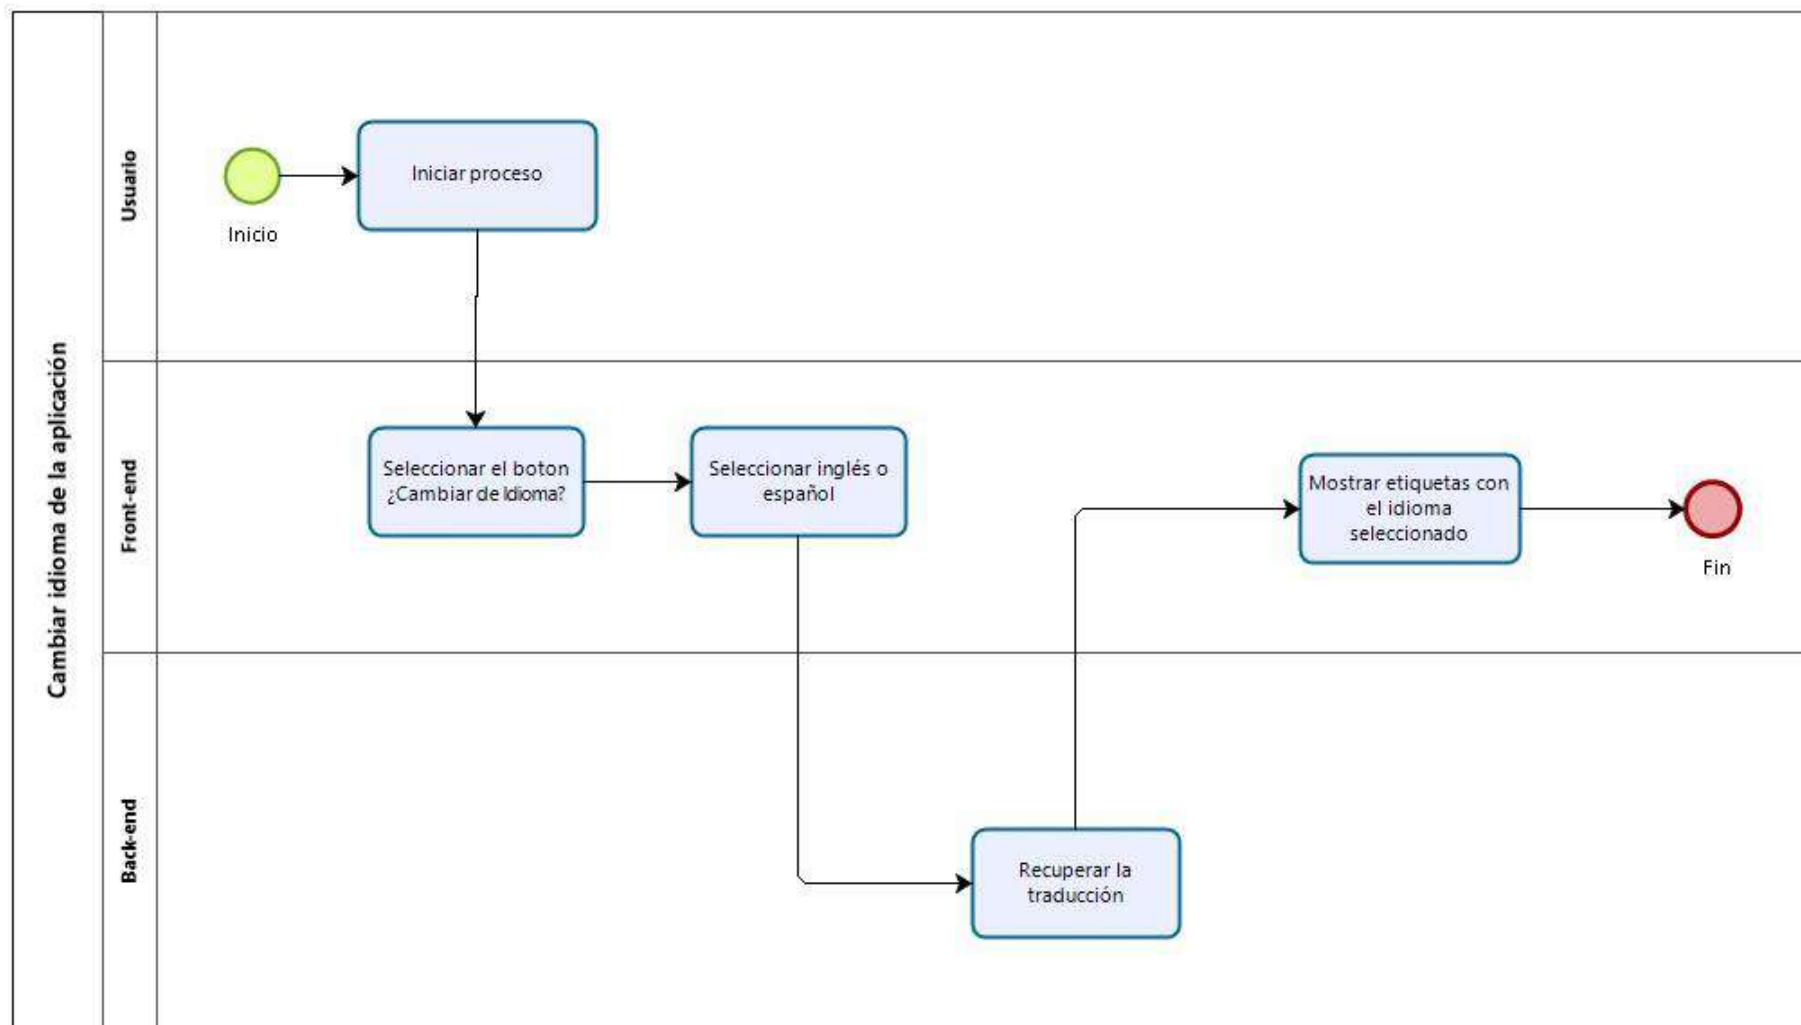 Cambiar idioma de la aplicación
Usuario
Inicio
Iniciar proceso
Front-end
Seleccionar el boton
¿Cambiar de Idioma?
Seleccionar inglés o
español
Mostrar etiquetas con
el idioma
seleccionado
Fin
Back-end
Recuperar la
traducción